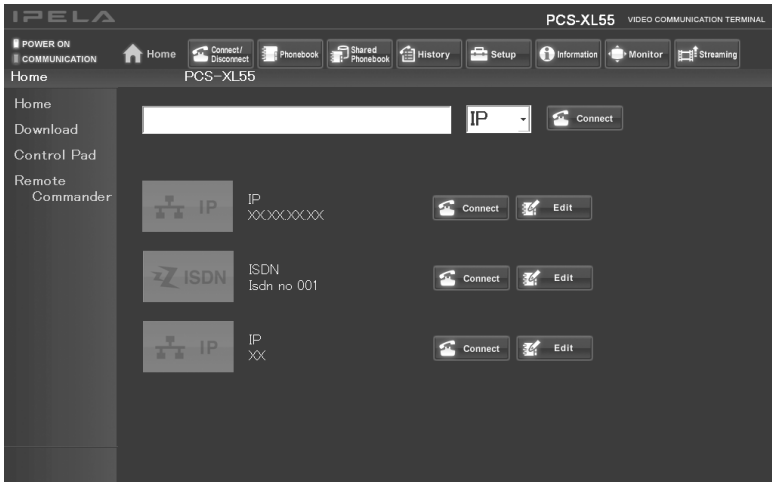 IPELA
PCS-XL55 VIDEO COMMUNICATION TERMINAL
POWER ON
COMMUNICATION
Home
Connect/
Disconnect
Phonebook
Shared
Phonebook
History
Setup
Information
Monitor
Streaming
Home PCS-XL55
Home
Download
Control Pad
Remote
Commander
IP
Connect
IP
IP
XX.XX.XX.XX
Connect
Edit
ISDN
ISDN
Isdn no 001
Connect
Edit
IP
IP
XX
Connect
Edit